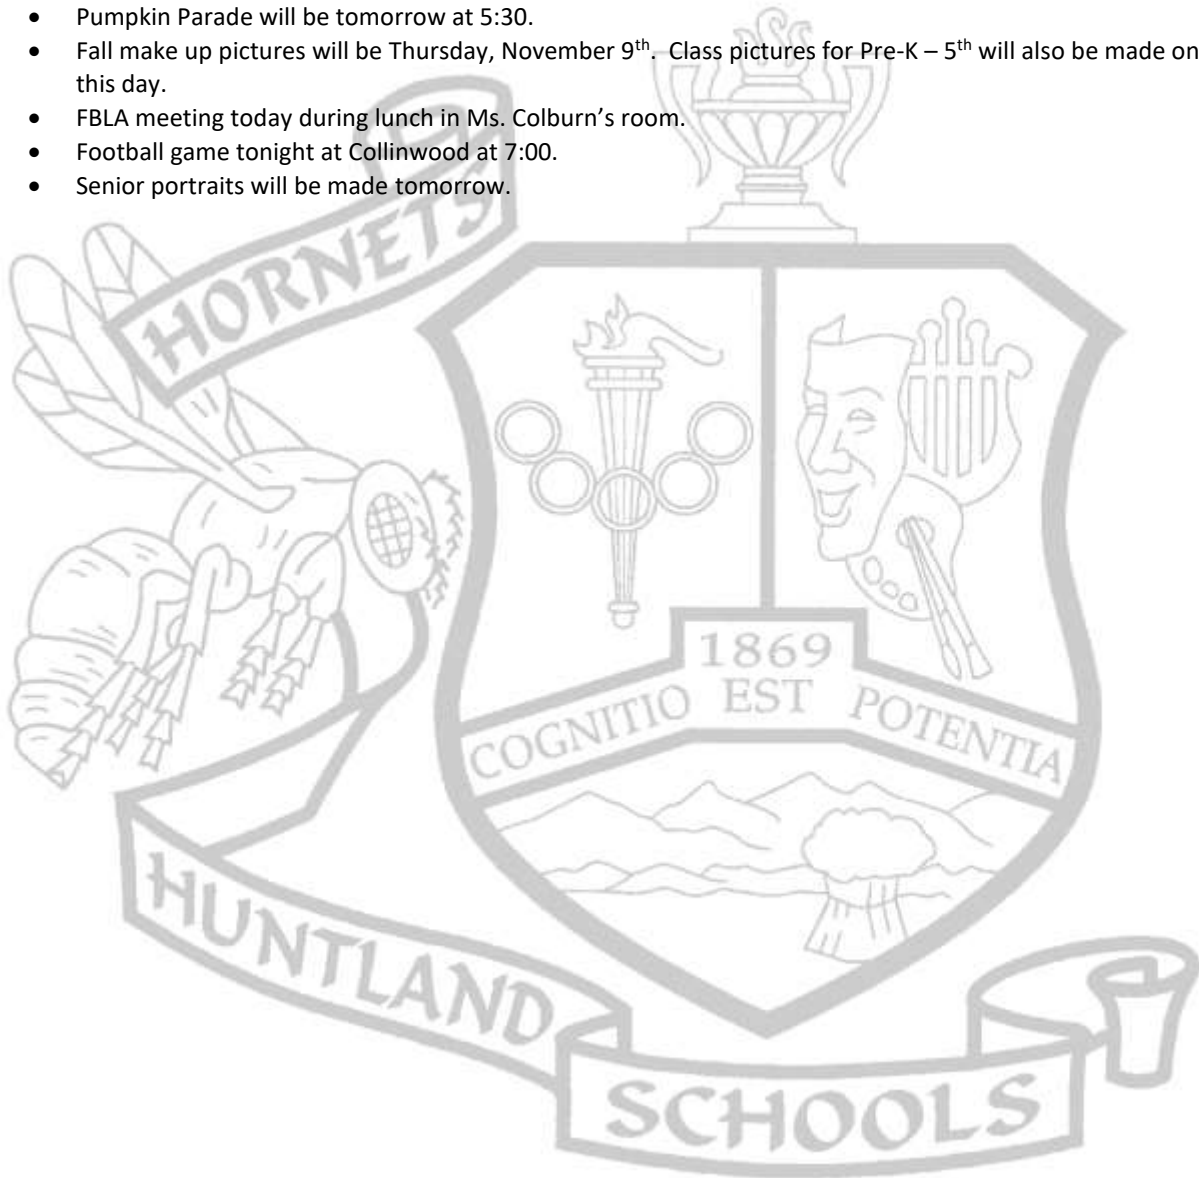 • Pumpkin Parade will be tomorrow at 5:30.
• Fall make up pictures will be Thursday, November 9th. Class pictures for Pre-K – 5th will also be made on
this day.
• FBLA meeting today during lunch in Ms. Colburn's room.
• Football game tonight at Collinwood at 7:00.
• Senior portraits will be made tomorrow.
HORNETS
1869
COGNITIO EST POTENTIA
HUNTLAND
SCHOOLS